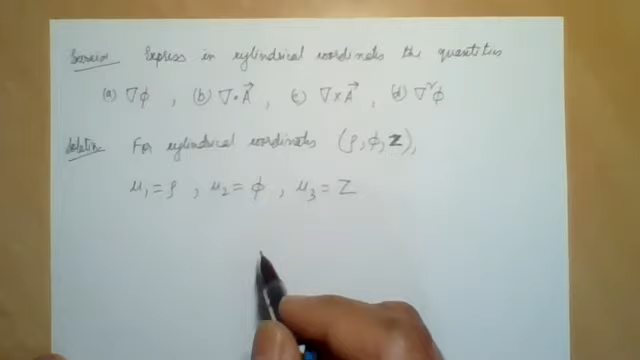 Exercise Express in cylindrical coordinates the quantities
(a) ∇φ , (b) ∇·A⃗ , (c) ∇×A⃗ , (d) ∇²φ
Solution For cylindrical coordinates (ρ, φ, Z),
u₁ = ρ , u₂ = φ , u₃ = Z